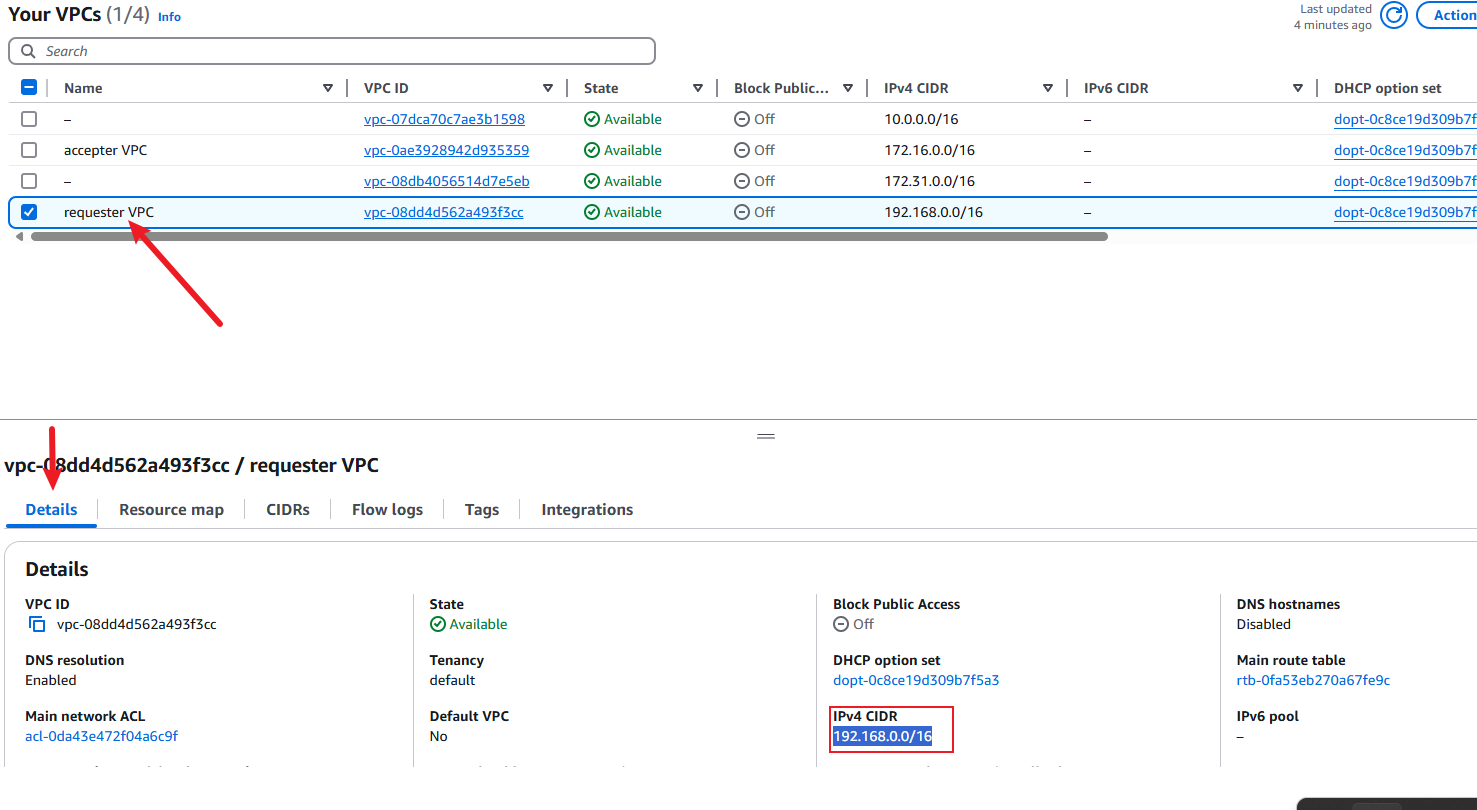 Your VPCs (1/4) Info
Last updated
4 minutes ago
Action
Search
Name VPC ID State Block Public... IPv4 CIDR IPv6 CIDR DHCP option set
– vpc-07dca70c7ae3b1598 Available Off 10.0.0.0/16 – dopt-0c8ce19d309b7f
accepter VPC vpc-0ae3928942d935359 Available Off 172.16.0.0/16 – dopt-0c8ce19d309b7f
– vpc-08db4056514d7e5eb Available Off 172.31.0.0/16 – dopt-0c8ce19d309b7f
requester VPC vpc-08dd4d562a493f3cc Available Off 192.168.0.0/16 – dopt-0c8ce19d309b7f
vpc-08dd4d562a493f3cc / requester VPC
Details Resource map CIDRs Flow logs Tags Integrations
Details
VPC ID State Block Public Access DNS hostnames
vpc-08dd4d562a493f3cc Available Off Disabled
DNS resolution Tenancy DHCP option set Main route table
Enabled default dopt-0c8ce19d309b7f5a3 rtb-0fa53eb270a67fe9c
Main network ACL Default VPC IPv4 CIDR IPv6 pool
acl-0da43e472f04a6c9f No 192.168.0.0/16 –